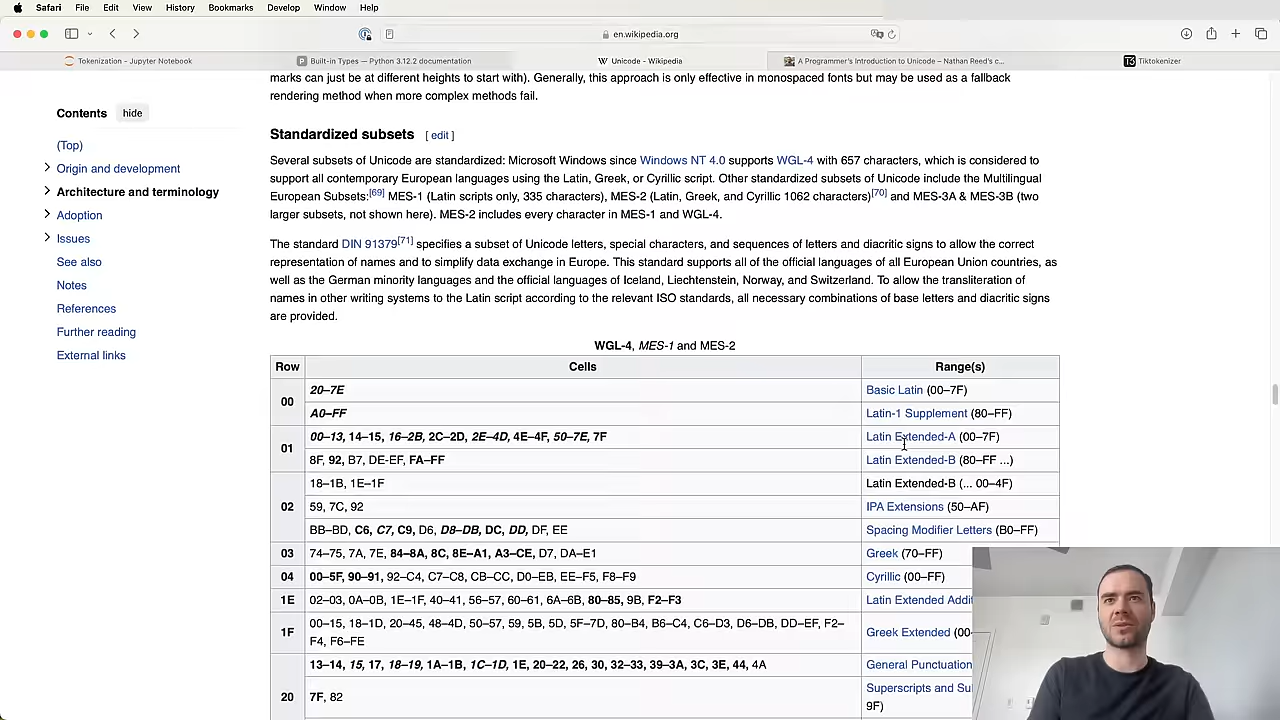 Safari File Edit View History Bookmarks Develop Window Help
en.wikipedia.org
Tokenization - Jupyter Notebook
Built-in Types — Python 3.12.2 documentation
Unicode - Wikipedia
A Programmer's Introduction to Unicode – Nathan Reed's c...
Tiktokenizer
marks can just be at different heights to start with). Generally, this approach is only effective in monospaced fonts but may be used as a fallback
rendering method when more complex methods fail.
Contents hide
(Top)
Origin and development
Architecture and terminology
Adoption
Issues
See also
Notes
References
Further reading
External links
Standardized subsets [ edit ]
Several subsets of Unicode are standardized: Microsoft Windows since Windows NT 4.0 supports WGL-4 with 657 characters, which is considered to
support all contemporary European languages using the Latin, Greek, or Cyrillic script. Other standardized subsets of Unicode include the Multilingual
European Subsets:[69] MES-1 (Latin scripts only, 335 characters), MES-2 (Latin, Greek, and Cyrillic 1062 characters)[70] and MES-3A & MES-3B (two
larger subsets, not shown here). MES-2 includes every character in MES-1 and WGL-4.
The standard DIN 91379[71] specifies a subset of Unicode letters, special characters, and sequences of letters and diacritic signs to allow the correct
representation of names and to simplify data exchange in Europe. This standard supports all of the official languages of all European Union countries, as
well as the German minority languages and the official languages of Iceland, Liechtenstein, Norway, and Switzerland. To allow the transliteration of
names in other writing systems to the Latin script according to the relevant ISO standards, all necessary combinations of base letters and diacritic signs
are provided.
WGL-4, MES-1 and MES-2
Row Cells Range(s)
00 20–7E Basic Latin (00–7F)
A0–FF Latin-1 Supplement (80–FF)
01 00–13, 14–15, 16–2B, 2C–2D, 2E–4D, 4E–4F, 50–7E, 7F Latin Extended-A (00–7F)
8F, 92, B7, DE-EF, FA–FF Latin Extended-B (80–FF ...)
02 18–1B, 1E–1F Latin Extended-B (... 00–4F)
59, 7C, 92 IPA Extensions (50–AF)
BB–BD, C6, C7, C9, D6, D8–DB, DC, DD, DF, EE Spacing Modifier Letters (B0–FF)
03 74–75, 7A, 7E, 84–8A, 8C, 8E–A1, A3–CE, D7, DA–E1 Greek (70–FF)
04 00–5F, 90–91, 92–C4, C7–C8, CB–CC, D0–EB, EE–F5, F8–F9 Cyrillic (00–FF)
1E 02–03, 0A–0B, 1E–1F, 40–41, 56–57, 60–61, 6A–6B, 80–85, 9B, F2–F3 Latin Extended Addit
1F 00–15, 18–1D, 20–45, 48–4D, 50–57, 59, 5B, 5D, 5F–7D, 80–B4, B6–C4, C6–D3, D6–DB, DD–EF, F2–
F4, F6–FE Greek Extended (00–
20 13–14, 15, 17, 18–19, 1A–1B, 1C–1D, 1E, 20–22, 26, 30, 32–33, 39–3A, 3C, 3E, 44, 4A General Punctuation
7F, 82 Superscripts and Su
9F)